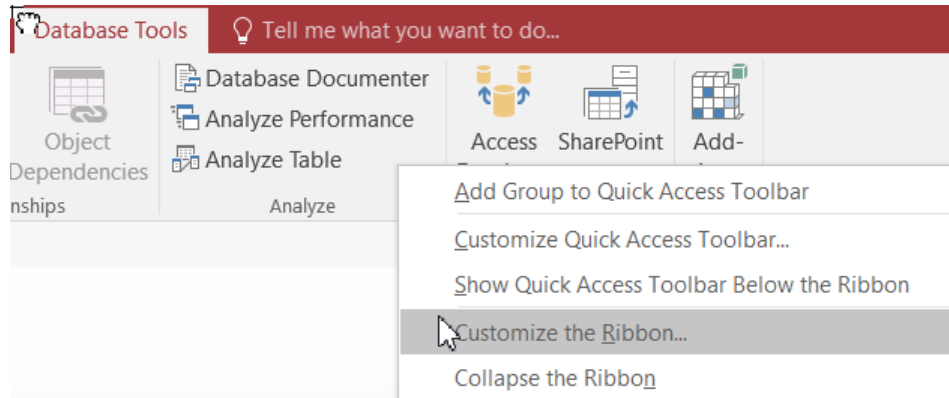 Database Tools
Tell me what you want to do...
Database Documenter
Analyze Performance
Analyze Table
Object
Dependencies
Access
SharePoint
Add-
nships
Analyze
Add Group to Quick Access Toolbar
Customize Quick Access Toolbar...
Show Quick Access Toolbar Below the Ribbon
Customize the Ribbon...
Collapse the Ribbon